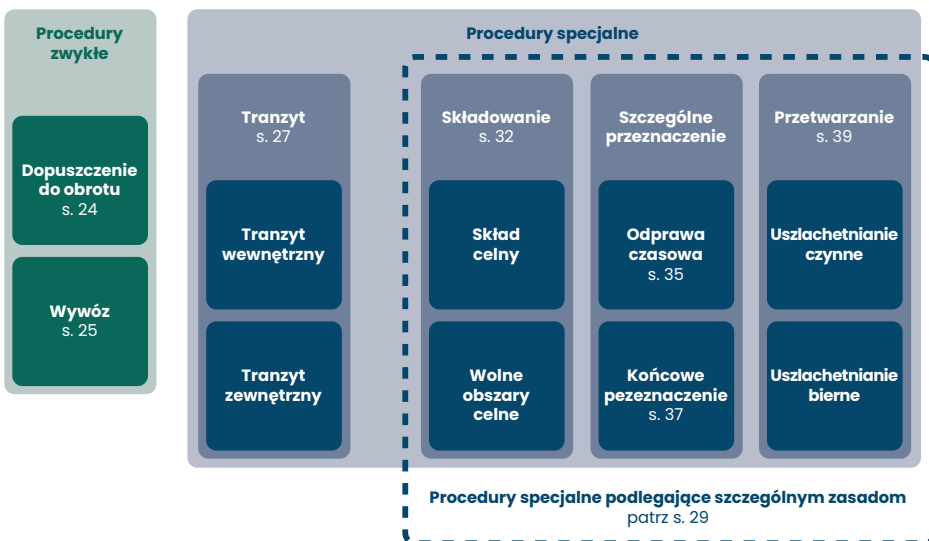 Procedury
zwykłe
Dopuszczenie
do obrotu
s. 24
Wywóz
s. 25
Procedury specjalne
Tranzyt
s. 27
Tranzyt
wewnętrzny
Tranzyt
zewnętrzny
Składowanie
s. 32
Skład
celny
Wolne
obszary
celne
Szczególne
przeznaczenie
Odprawa
czasowa
s. 35
Końcowe
pezeznaczenie
s. 37
Przetwarzanie
s. 39
Uszlachetnianie
czynne
Uszlachetnianie
bierne
Procedury specjalne podlegające szczególnym zasadom
patrz s. 29